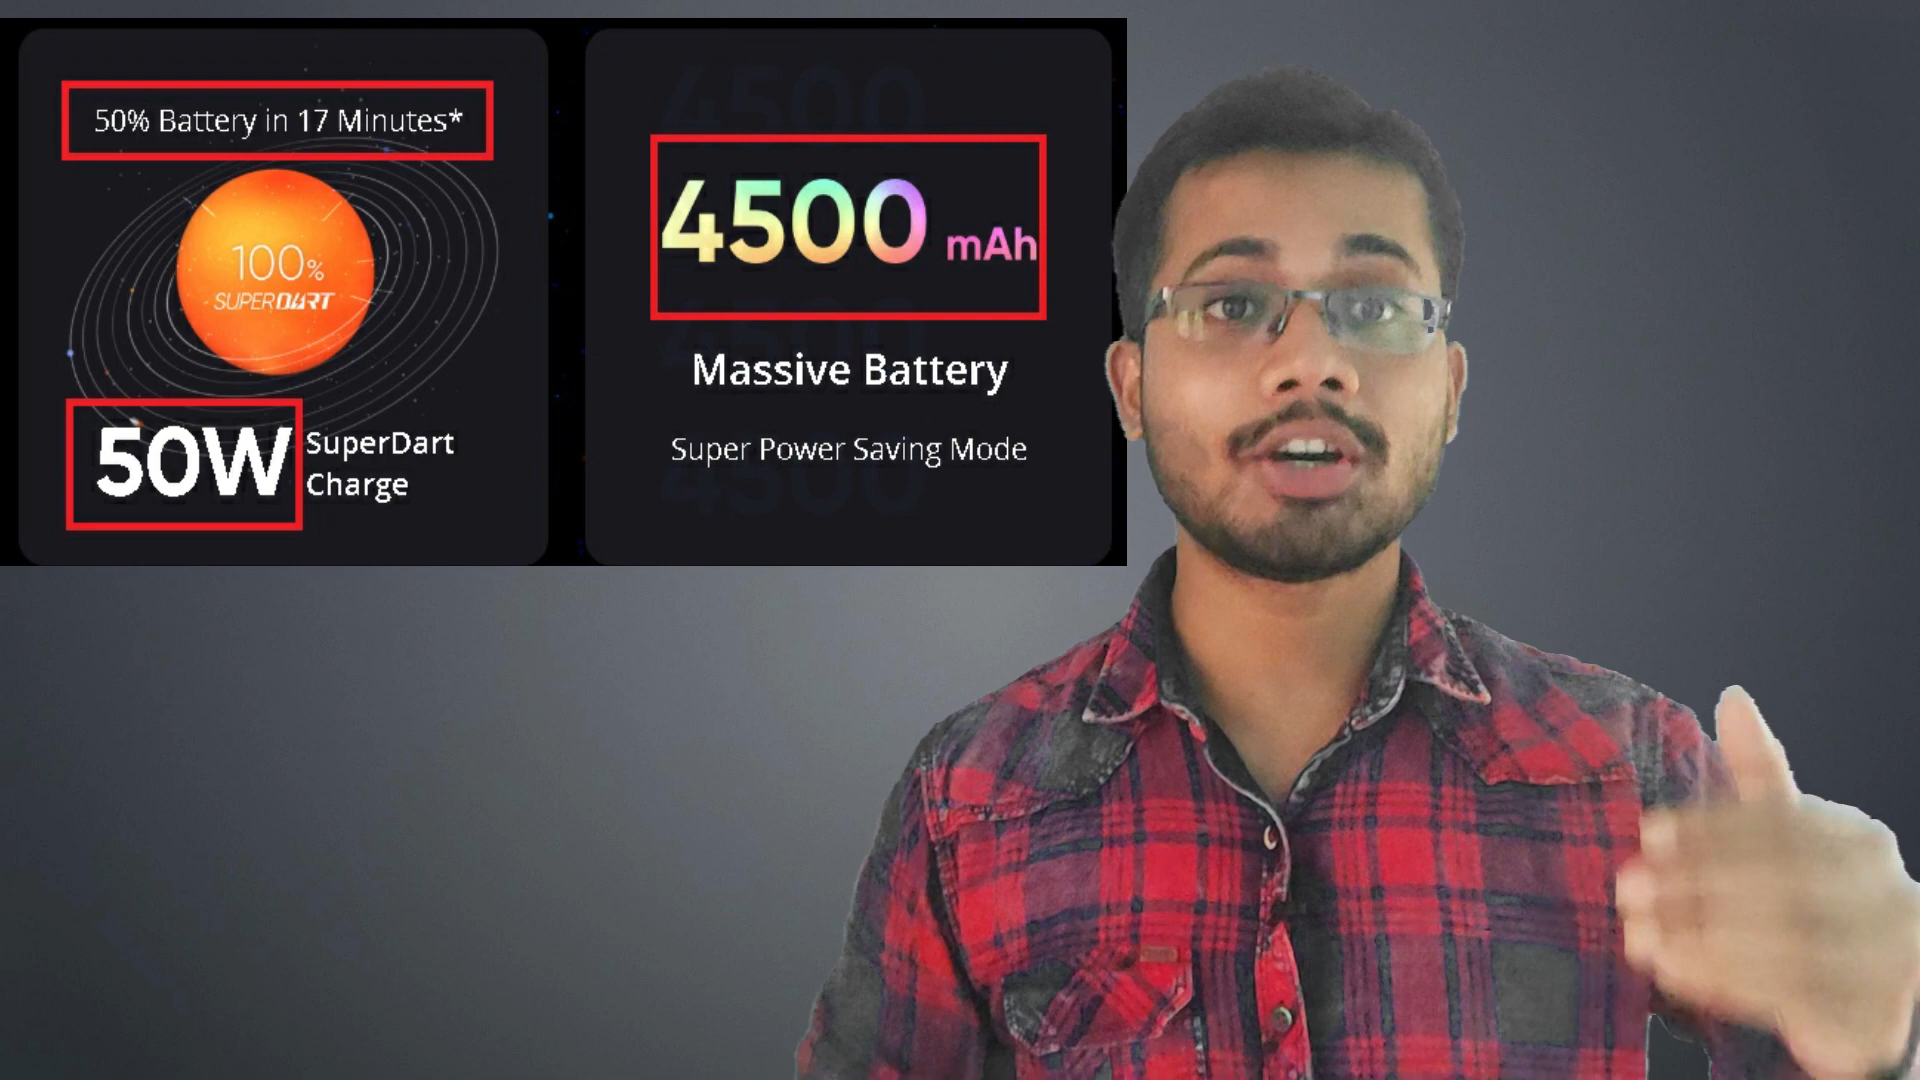 50% Battery in 17 Minutes*
100%
SUPERDART
50W SuperDart
Charge
4500 mAh
Massive Battery
Super Power Saving Mode